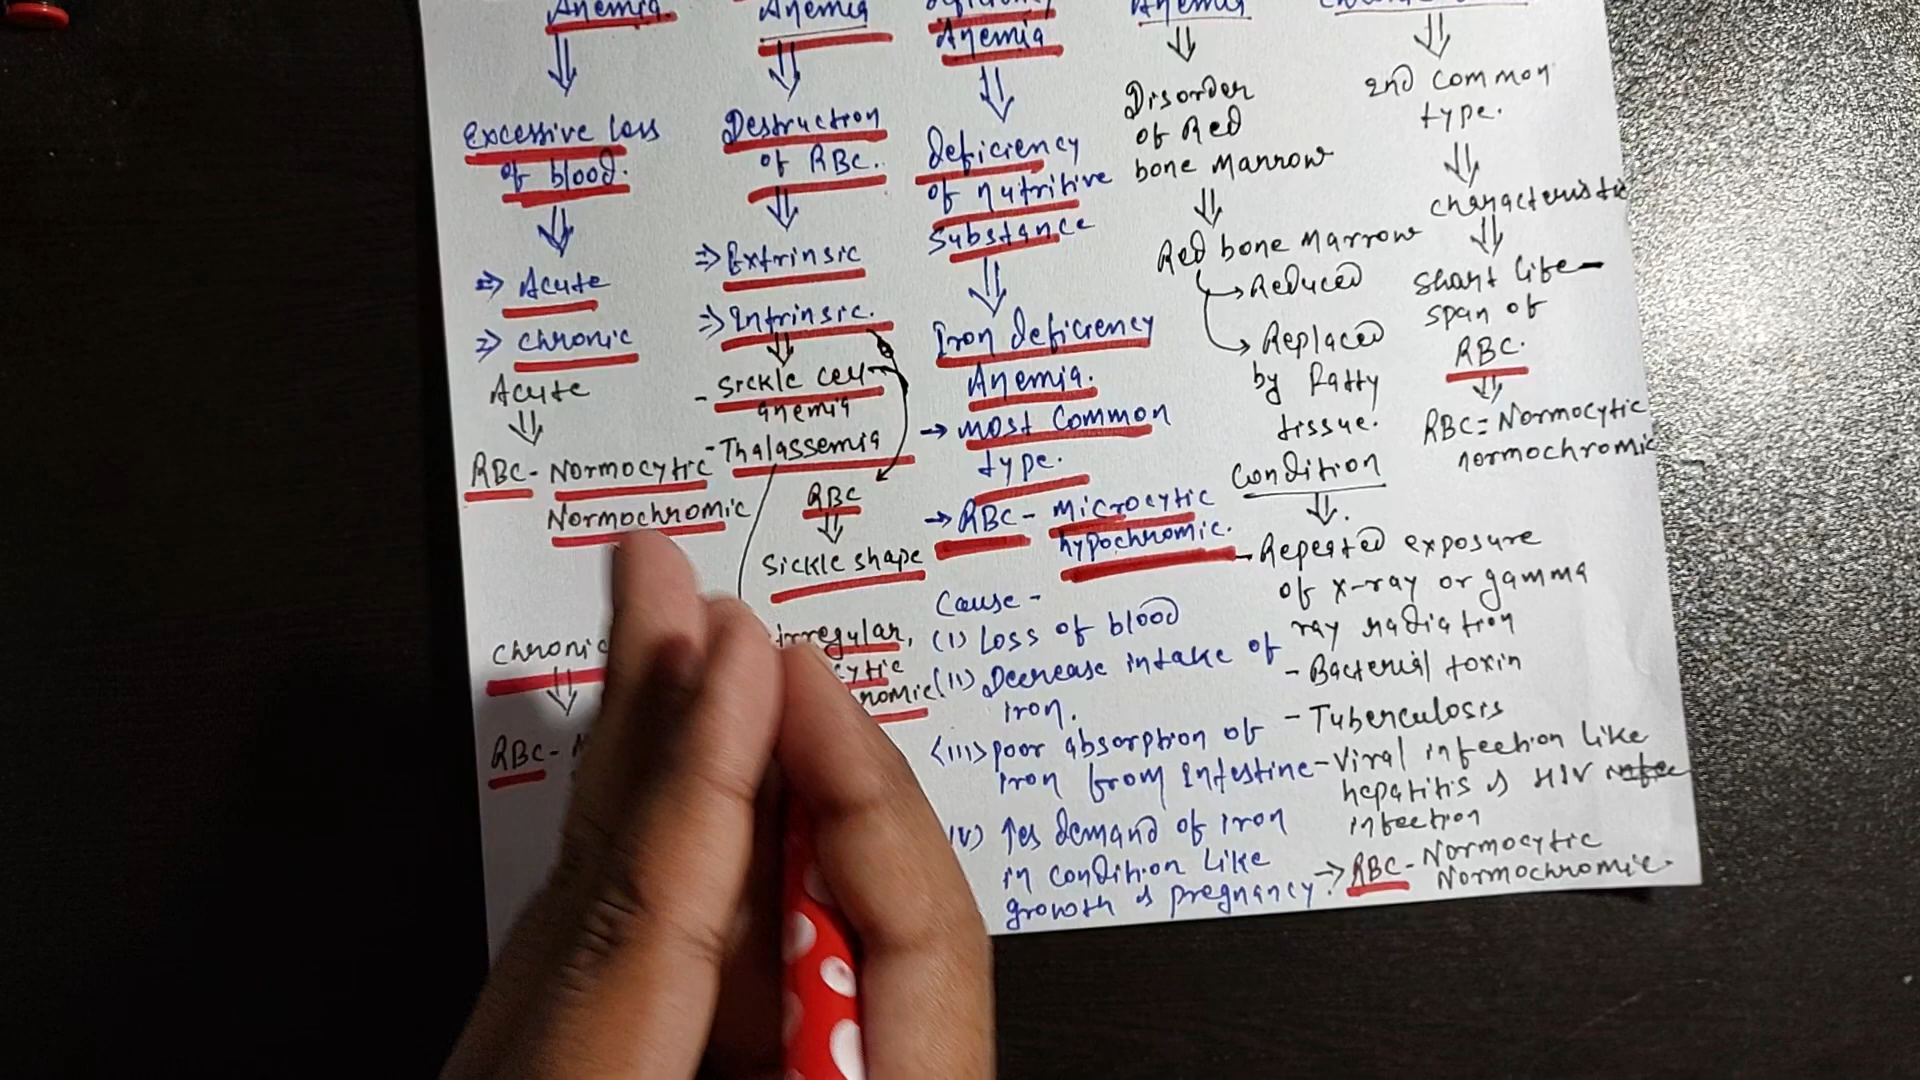 Anemia.
Excessive loss
of blood.
⇒ Acute
⇒ chronic
Acute
RBC - Normocytic
Normochromic
chronic
RBC -
Anemia
Destruction
of RBC.
⇒ Extrinsic
⇒ Intrinsic.
- Sickle cell
anemia
- Thalassemia
RBC
Sickle shape
irregular,
cytic
romic
deficiency
Anemia
deficiency
of nutritive
Substance
Iron deficiency
Anemia.
→ most common
type.
→ RBC - Microcytic
hypochromic.
Cause -
(i) Loss of blood
(ii) Decrease intake of
iron.
(iii) poor absorption of
iron from Intestine
iv) ↑es demand of iron
in condition like
growth & pregnancy.
Anemia
Disorder
of Red
bone Marrow
Red bone marrow
→ Reduced
→ Replaced
by Fatty
tissue.
Condition
- Repeated exposure
of x-ray or gamma
ray radiation
- Bacterial toxin
- Tuberculosis
- Viral infection like
hepatitis & HIV
infection
→ RBC - Normocytic
Normochromic.
2nd common
type.
characteristic
short life-
span of
RBC.
RBC = Normocytic
normochromic